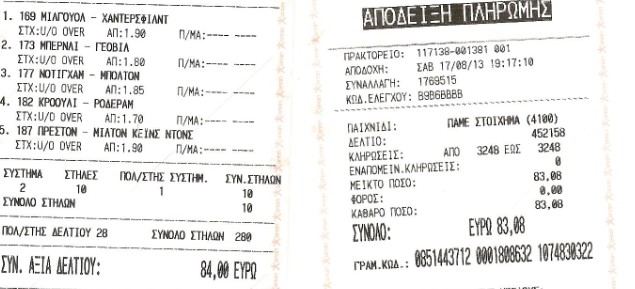 1. 169 ΜΙΛΓΟΥΟΛ - ΧΑΝΤΕΡΣΦΙΛΝΤ
ΣΤΧ:U/O OVER ΑΠ:1.90 Π/ΜΑ:---- ----
2. 173 ΜΠΕΡΝΛΙ - ΓΕΟΒΙΛ
ΣΤΧ:U/O OVER ΑΠ:1.80 Π/ΜΑ:---- ----
3. 177 ΝΟΤΙΓΧΑΜ - ΜΠΟΛΤΟΝ
ΣΤΧ:U/O OVER ΑΠ:1.85 Π/ΜΑ:---- ----
4. 182 ΚΡΟΟΥΛΙ - ΡΟΔΕΡΑΜ
ΣΤΧ:U/O OVER ΑΠ:1.70 Π/ΜΑ:---- ----
5. 187 ΠΡΕΣΤΟΝ - ΜΙΛΤΟΝ ΚΕΪΝΣ ΝΤΟΝΣ
ΣΤΧ:U/O OVER ΑΠ:1.90 Π/ΜΑ:---- ----
ΣΥΣΤΗΜΑ ΣΤΗΛΕΣ ΠΟΛ/ΣΤΗΣ ΣΥΣΤΗΜ. ΣΥΝ.ΣΤΗΛΩΝ
2 10 1 10
ΣΥΝΟΛΟ ΣΤΗΛΩΝ 10
ΠΟΛ/ΣΤΗΣ ΔΕΛΤΙΟΥ 28 ΣΥΝΟΛΟ ΣΤΗΛΩΝ 280
ΣΥΝ. ΑΞΙΑ ΔΕΛΤΙΟΥ: 84,00 ΕΥΡΩ
ΑΠΟΔΕΙΞΗ ΠΛΗΡΩΜΗΣ
ΠΡΑΚΤΟΡΕΙΟ: 117138-001381 001
ΑΠΟΔΟΧΗ: ΣΑΒ 17/08/13 19:17:10
ΣΥΝΑΛΛΑΓΗ: 1769515
ΚΩΔ.ΕΛΕΓΧΟΥ: B9B6BBBB
ΠΑΙΧΝΙΔΙ: ΠΑΜΕ ΣΤΟΙΧΗΜΑ (4100)
ΔΕΛΤΙΟ: 452158
ΚΛΗΡΩΣΕΙΣ: ΑΠΟ 3248 ΕΩΣ 3248
ΕΝΑΠΟΜΕΙΝ.ΚΛΗΡΩΣΕΙΣ: 0
ΜΕΙΚΤΟ ΠΟΣΟ: 83,08
ΦΟΡΟΣ: 0,00
ΚΑΘΑΡΟ ΠΟΣΟ: 83,08
ΣΥΝΟΛΟ: ΕΥΡΩ 83,08
ΓΡΑΜ.ΚΩΔ.: 0851443712 0001808632 1074830322